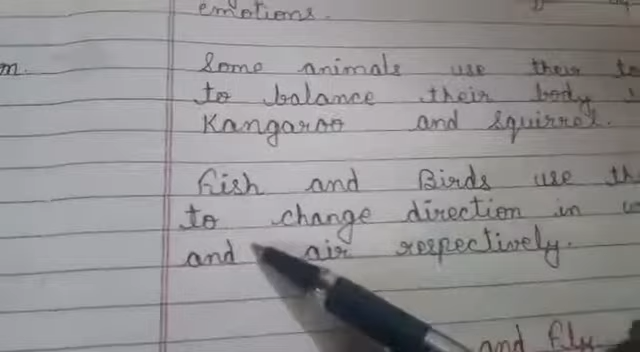 emotions.
m.
Some animals use their
to balance their body
Kangaroo and squirrel.
Fish and Birds use
to change direction in
and air respectively.
and fly